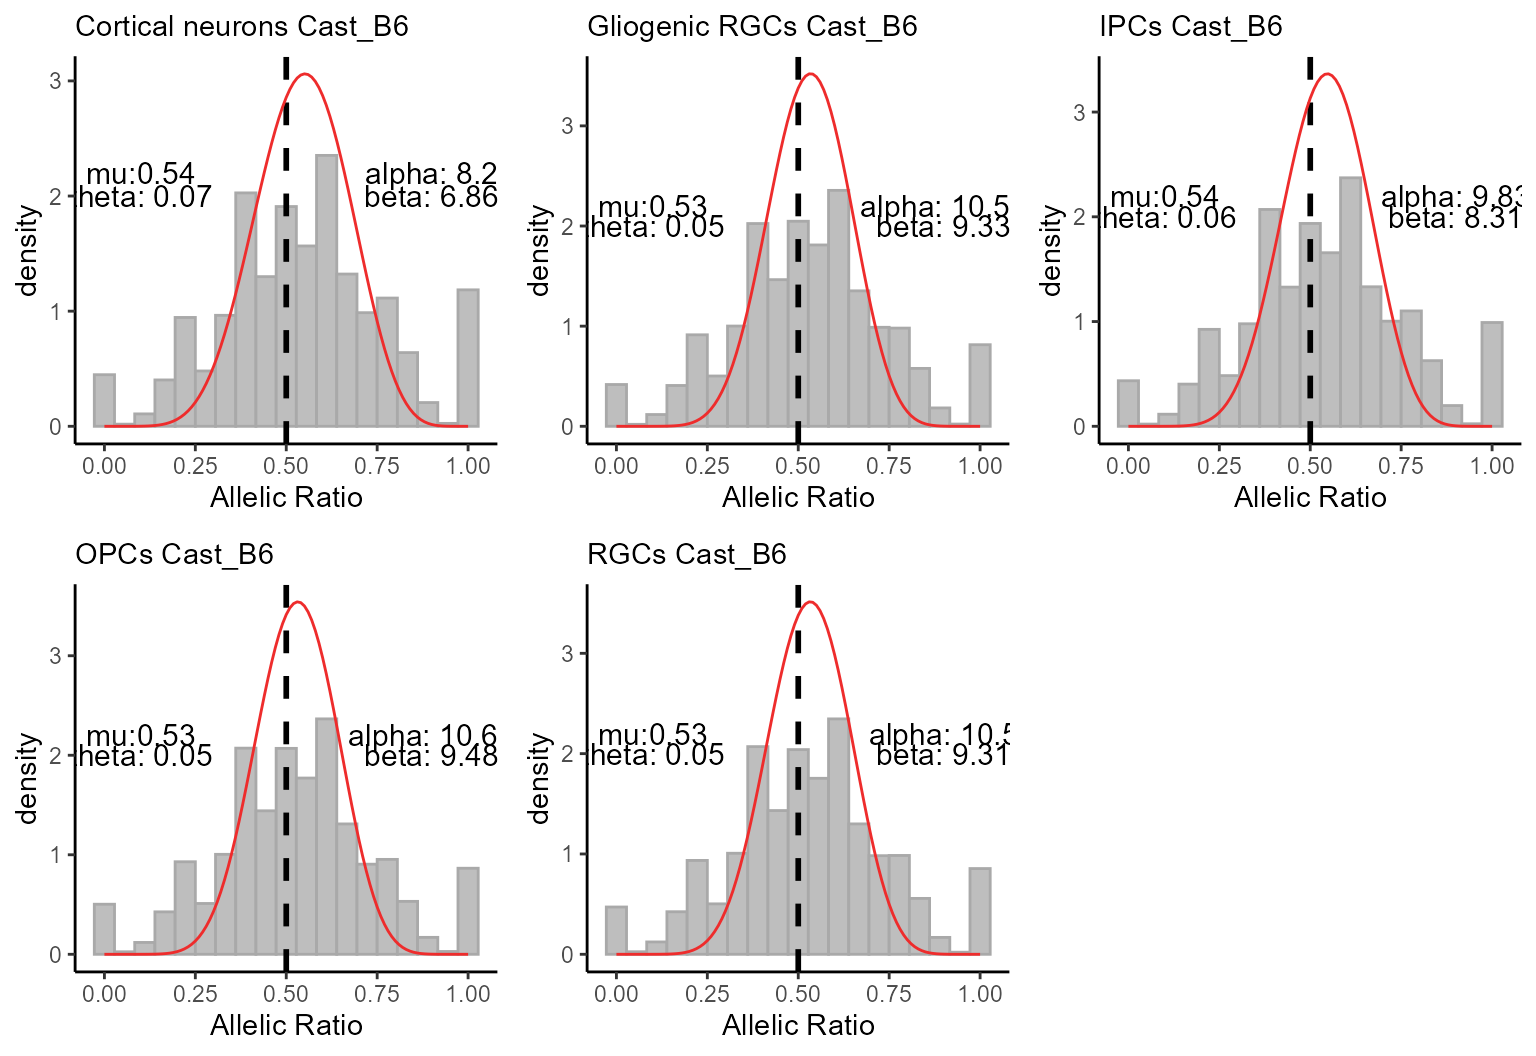 Cortical neurons Cast_B6
3
2
1
0
density
mu:0.54
heta: 0.07
alpha: 8.2
beta: 6.86
0.00 0.25 0.50 0.75 1.00
Allelic Ratio
Gliogenic RGCs Cast_B6
3
2
1
0
density
mu:0.53
heta: 0.05
alpha: 10.5
beta: 9.33
0.00 0.25 0.50 0.75 1.00
Allelic Ratio
IPCs Cast_B6
3
2
1
0
density
mu:0.54
heta: 0.06
alpha: 9.83
beta: 8.31
0.00 0.25 0.50 0.75 1.00
Allelic Ratio
OPCs Cast_B6
3
2
1
0
density
mu:0.53
heta: 0.05
alpha: 10.6
beta: 9.48
0.00 0.25 0.50 0.75 1.00
Allelic Ratio
RGCs Cast_B6
3
2
1
0
density
mu:0.53
heta: 0.05
alpha: 10.5
beta: 9.31
0.00 0.25 0.50 0.75 1.00
Allelic Ratio